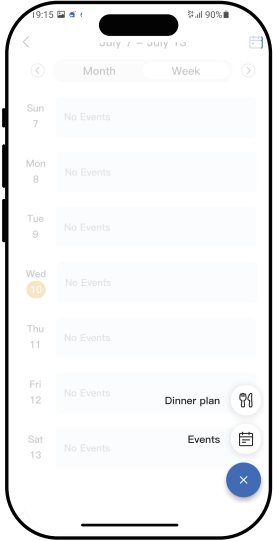 19:15 90%
July 7 – July 13
Month Week
Sun
7
No Events
Mon
8
No Events
Tue
9
No Events
Wed
10
No Events
Thu
11
No Events
Fri
12
No Events
Dinner plan
Events
Sat
13
No Events